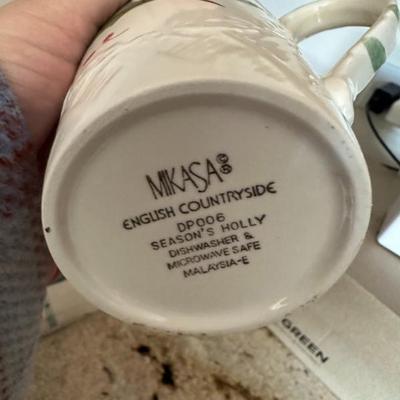 MIKASA © ®
ENGLISH COUNTRYSIDE
DP006
SEASON'S HOLLY
DISHWASHER &
MICROWAVE SAFE
MALAYSIA-E
GREEN